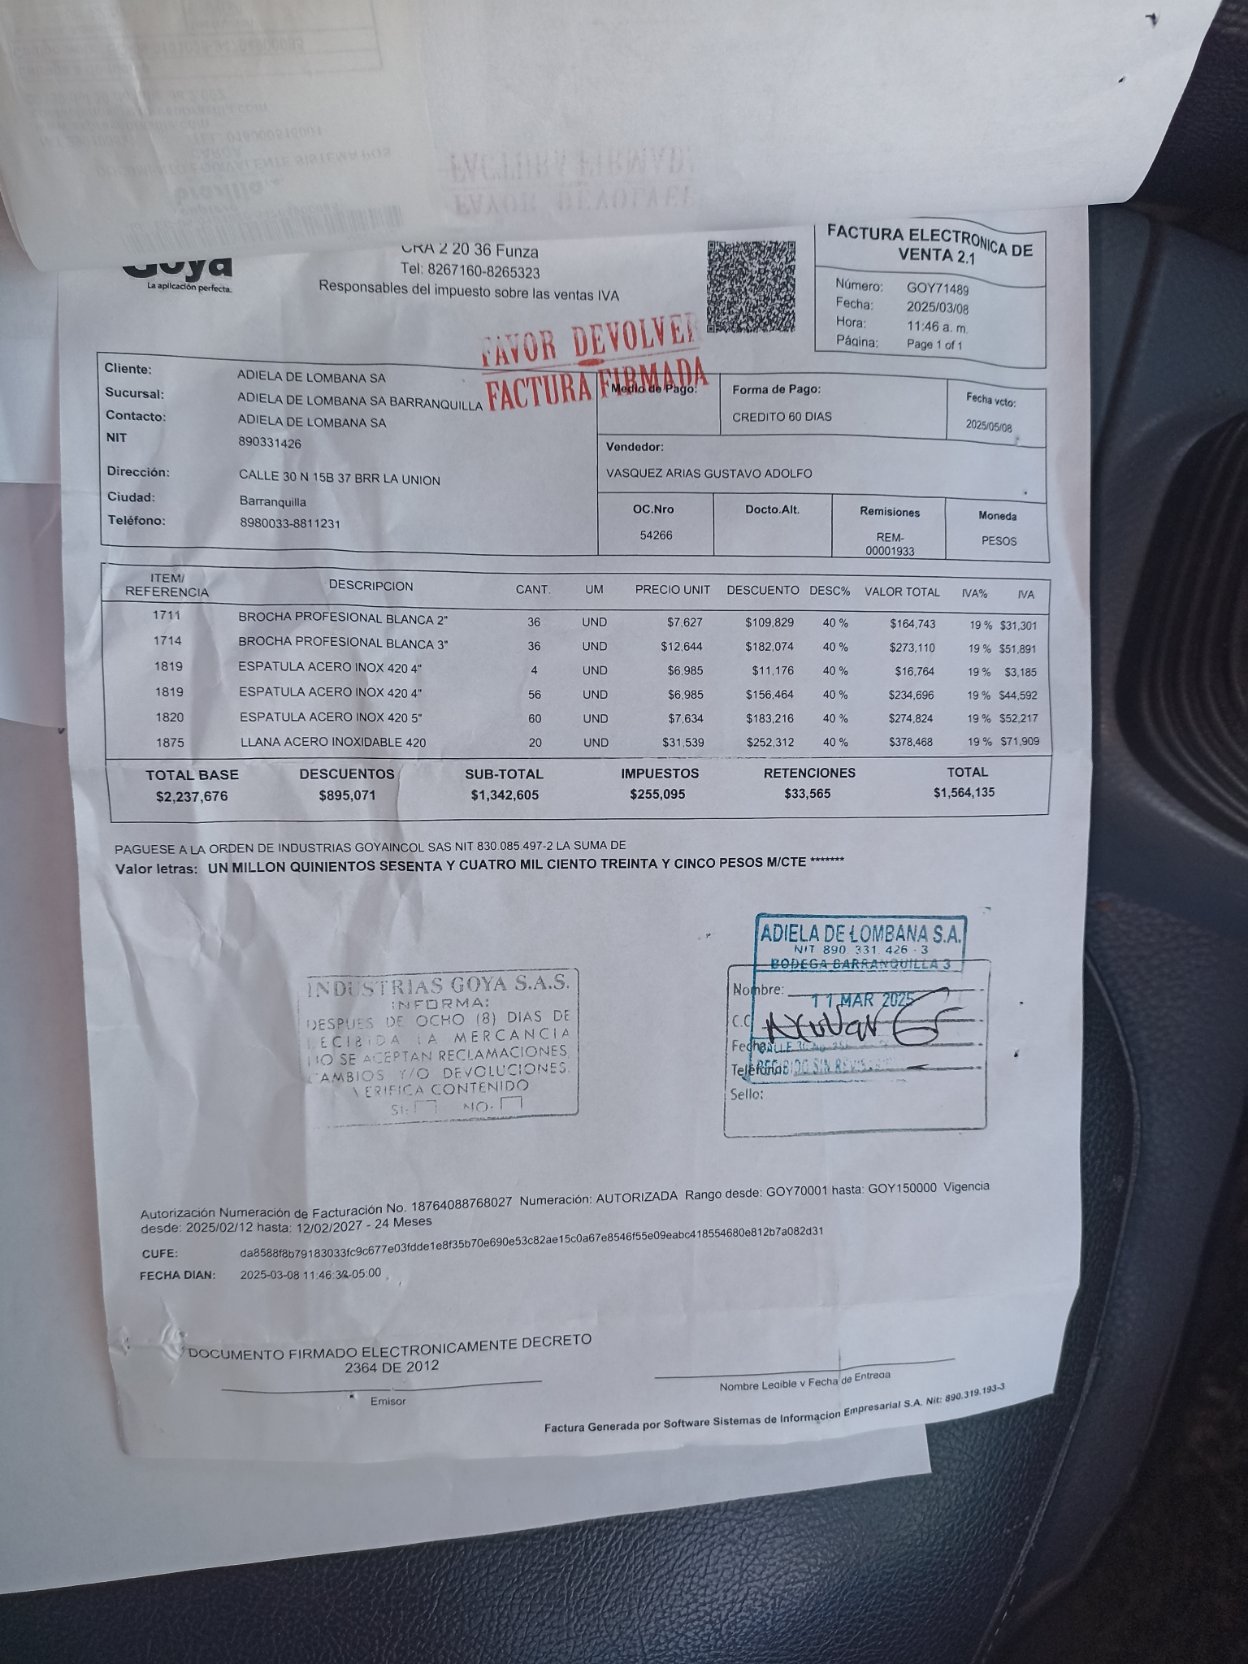 Goya
La aplicación perfecta.
CRA 2 20 36 Funza
Tel: 8267160-8265323
Responsables del impuesto sobre las ventas IVA
FACTURA ELECTRONICA DE
VENTA 2.1
Número: GOY71489
Fecha: 2025/03/08
Hora: 11:46 a. m.
Página: Page 1 of 1
FAVOR DEVOLVER
FACTURA FIRMADA
Cliente: ADIELA DE LOMBANA SA
Sucursal: ADIELA DE LOMBANA SA BARRANQUILLA
Contacto: ADIELA DE LOMBANA SA
NIT 890331426
Dirección: CALLE 30 N 15B 37 BRR LA UNION
Ciudad: Barranquilla
Teléfono: 8980033-8811231
Medio de Pago:
Forma de Pago:
CREDITO 60 DIAS
Fecha vcto:
2025/05/08
Vendedor:
VASQUEZ ARIAS GUSTAVO ADOLFO
OC.Nro Docto.Alt. Remisiones Moneda
54266 REM-00001933 PESOS
ITEM/REFERENCIA DESCRIPCION CANT. UM PRECIO UNIT DESCUENTO DESC% VALOR TOTAL IVA% IVA
1711 BROCHA PROFESIONAL BLANCA 2" 36 UND $7,627 $109,829 40 % $164,743 19 % $31,301
1714 BROCHA PROFESIONAL BLANCA 3" 36 UND $12,644 $182,074 40 % $273,110 19 % $51,891
1819 ESPATULA ACERO INOX 420 4" 4 UND $6,985 $11,176 40 % $16,764 19 % $3,185
1819 ESPATULA ACERO INOX 420 4" 56 UND $6,985 $156,464 40 % $234,696 19 % $44,592
1820 ESPATULA ACERO INOX 420 5" 60 UND $7,634 $183,216 40 % $274,824 19 % $52,217
1875 LLANA ACERO INOXIDABLE 420 20 UND $31,539 $252,312 40 % $378,468 19 % $71,909
TOTAL BASE DESCUENTOS SUB-TOTAL IMPUESTOS RETENCIONES TOTAL
$2,237,676 $895,071 $1,342,605 $255,095 $33,565 $1,564,135
PAGUESE A LA ORDEN DE INDUSTRIAS GOYAINCOL SAS NIT 830.085.497-2 LA SUMA DE
Valor letras: UN MILLON QUINIENTOS SESENTA Y CUATRO MIL CIENTO TREINTA Y CINCO PESOS M/CTE *******
INDUSTRIAS GOYA S.A.S.
INFORMA:
DESPUES DE OCHO (8) DIAS DE
RECIBIDA LA MERCANCIA
NO SE ACEPTAN RECLAMACIONES,
CAMBIOS Y/O DEVOLUCIONES.
VERIFICA CONTENIDO
SI: NO:
ADIELA DE LOMBANA S.A.
NIT 890 331 426 - 3
BODEGA BARRANQUILLA 3
Nombre:
11 MAR 2025
C.C
Fecha:
Teléfono:
RECIBIDO SIN REVISAR
Sello:
Autorización Numeración de Facturación No. 18764088768027 Numeración: AUTORIZADA Rango desde: GOY70001 hasta: GOY150000 Vigencia
desde: 2025/02/12 hasta: 12/02/2027 - 24 Meses
CUFE: da8588f8b79183033fc9c677e03fdde1e8f35b70e690e53c82ae15c0a67e8546f55e09eabc418554680e812b7a082d31
FECHA DIAN: 2025-03-08 11:46:32-05:00
DOCUMENTO FIRMADO ELECTRONICAMENTE DECRETO
2364 DE 2012
Emisor
Nombre Legible y Fecha de Entrega
Factura Generada por Software Sistemas de Informacion Empresarial S.A. Nit: 890.319.193-3